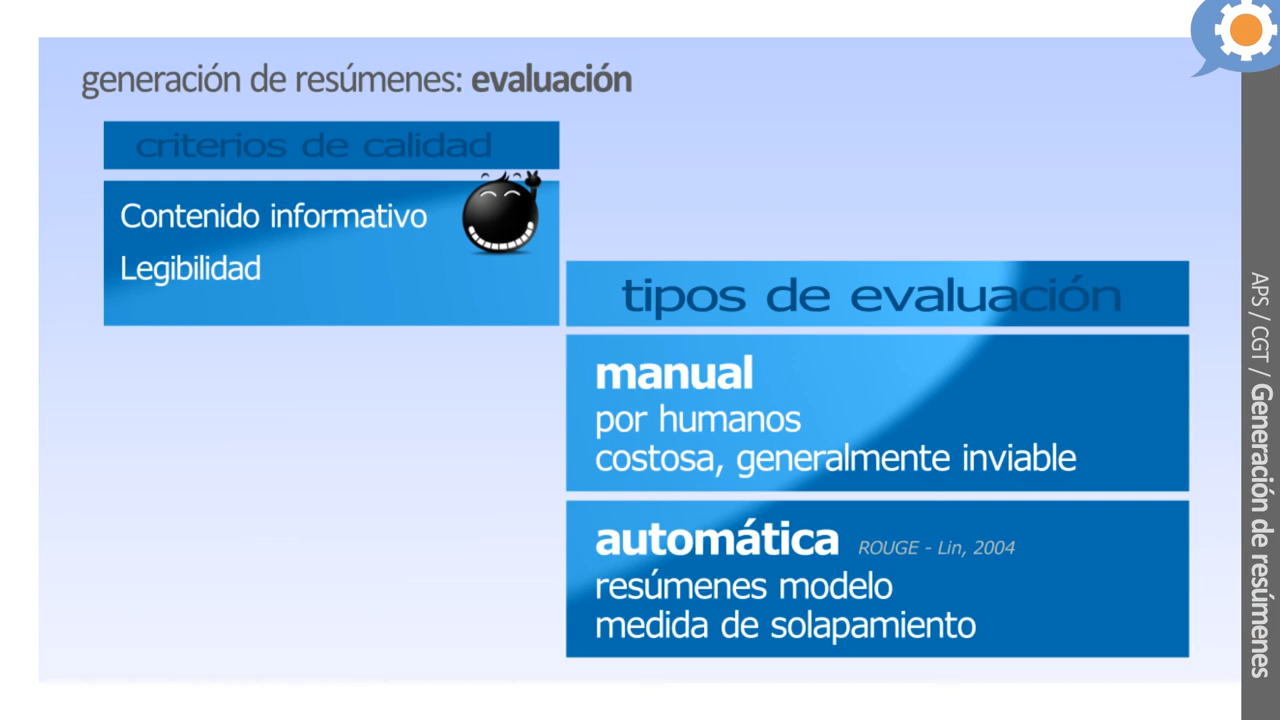 generación de resúmenes: evaluación
criterios de calidad
Contenido informativo
Legibilidad
tipos de evaluación
manual
por humanos
costosa, generalmente inviable
automática ROUGE - Lin, 2004
resúmenes modelo
medida de solapamiento
APS / CGT / Generación de resúmenes